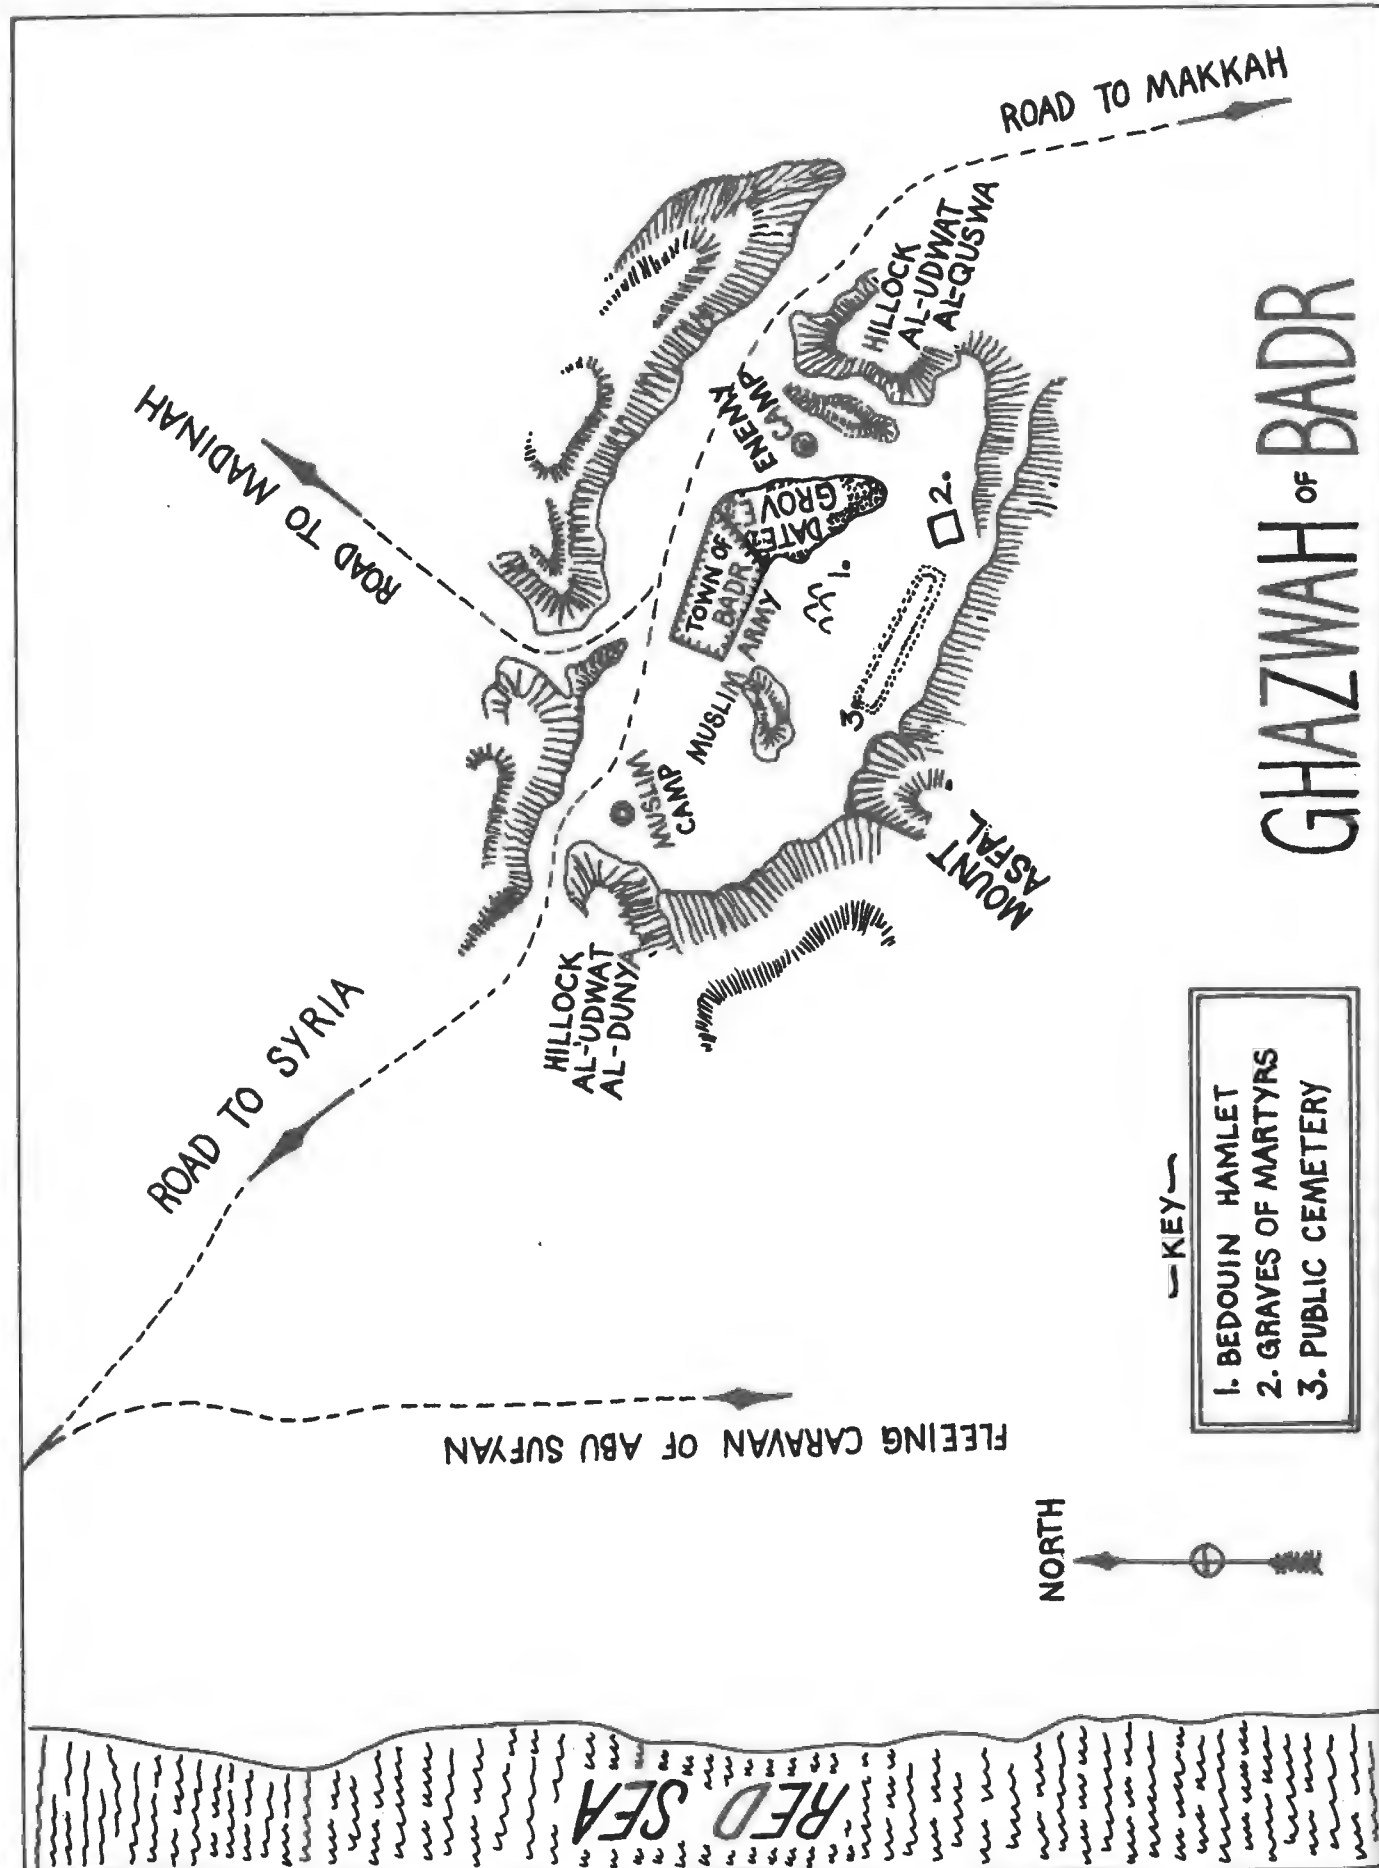 GHAZWAH OF BADR
ROAD TO MAKKAH
ROAD TO MADINAH
ROAD TO SYRIA
HILLOCK
AL-UDWAT
AL-QUSWA
ENEMY
CAMP
DATE
GROVE
TOWN OF
BADR
MUSLIM ARMY
MUSLIM
CAMP
1.
2.
3.
HILLOCK
AL-'UDWAT
AL-DUNYA
MOUNT
ASFAL
FLEEING CARAVAN OF ABU SUFYAN
KEY
1. BEDOUIN HAMLET
2. GRAVES OF MARTYRS
3. PUBLIC CEMETERY
NORTH
RED SEA